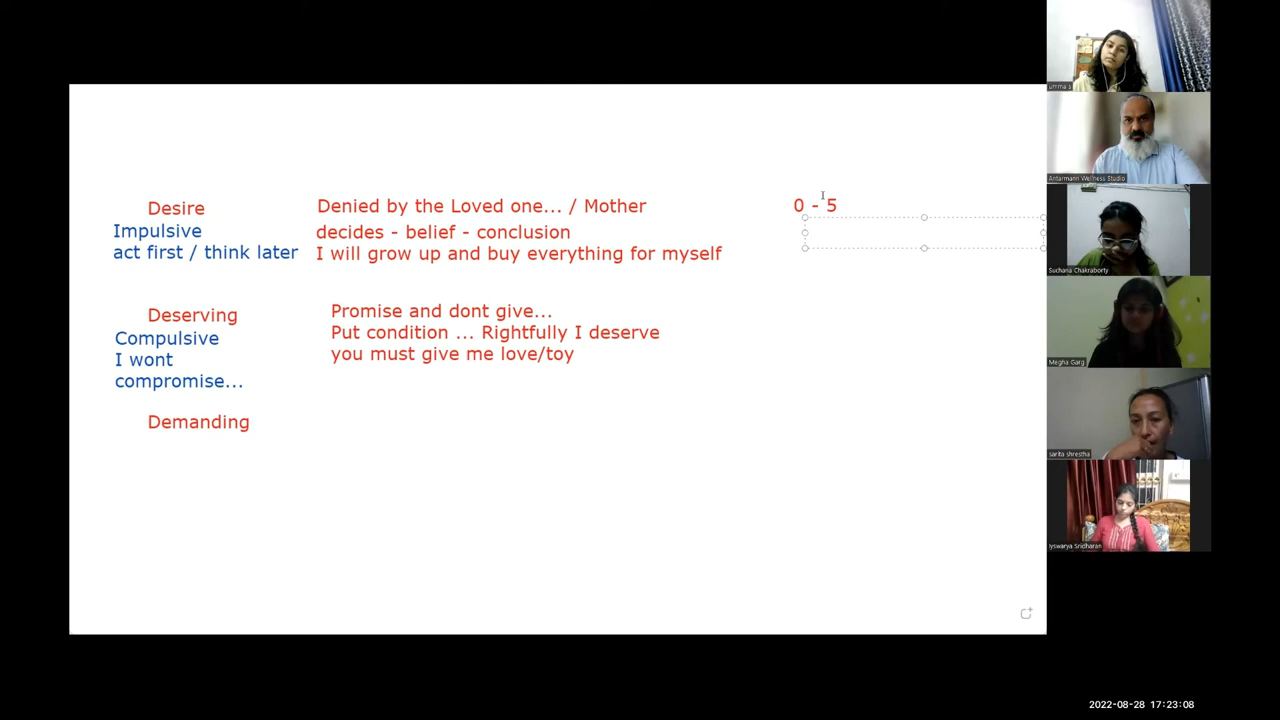 Desire
Impulsive
act first / think later
Denied by the Loved one... / Mother
decides - belief - conclusion
I will grow up and buy everything for myself
0 - 5
Deserving
Compulsive
I wont
compromise...
Promise and dont give...
Put condition ... Rightfully I deserve
you must give me love/toy
Demanding
Antarmann Wellness Studio
Suchana Chakraborty
Megha Garg
sarita shrestha
Iyswarya Sridharan
2022-08-28 17:23:08